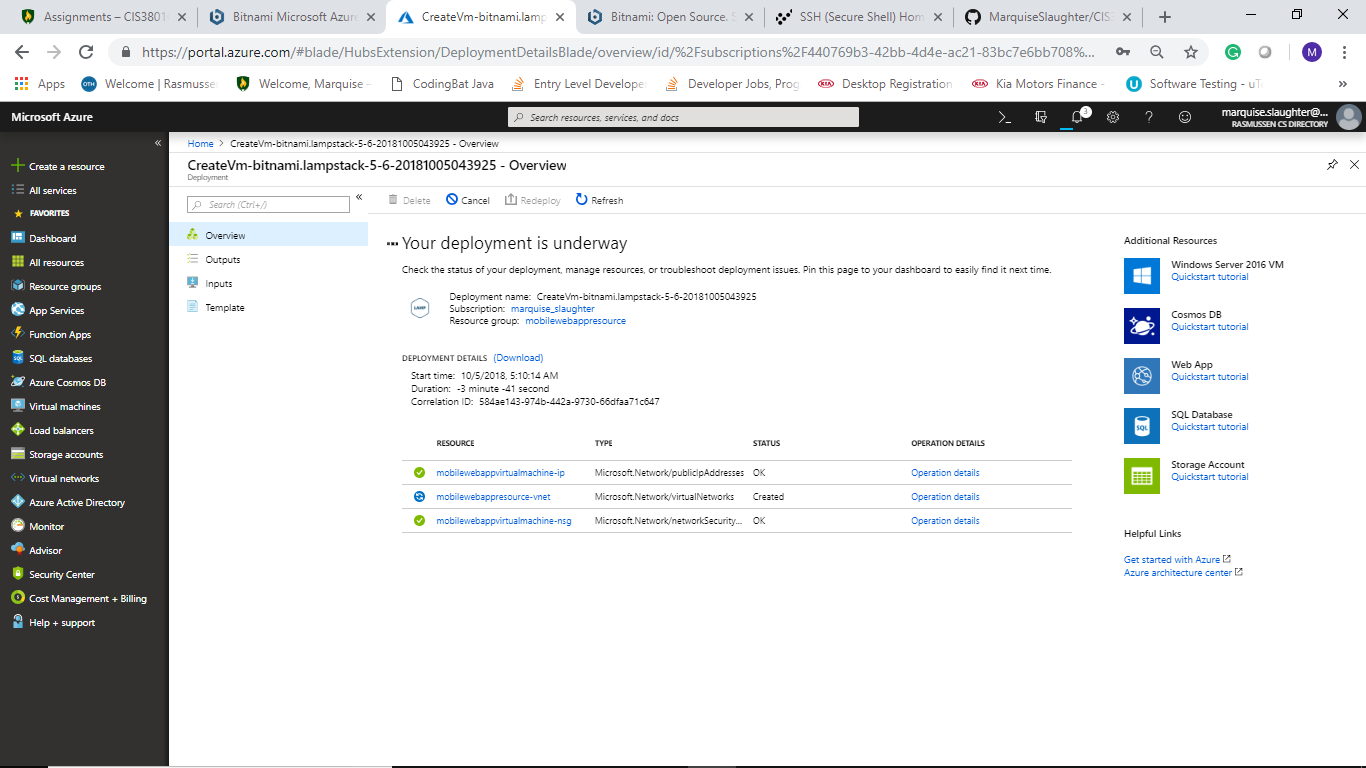 Assignments – CIS3801
Bitnami Microsoft Azure
CreateVm-bitnami.lamp
Bitnami: Open Source. S
SSH (Secure Shell) Hom
MarquiseSlaughter/CIS
https://portal.azure.com/#blade/HubsExtension/DeploymentDetailsBlade/overview/id/%2Fsubscriptions%2F440769b3-42bb-4d4e-ac21-83bc7e6bb708%...
M
Apps
Welcome | Rasmusse
Welcome, Marquise –
CodingBat Java
Entry Level Develope
Developer Jobs, Prog
Desktop Registration
Kia Motors Finance -
Software Testing - uT
»
Microsoft Azure
Search resources, services, and docs
3
marquise.slaughter@...
RASMUSSEN CS DIRECTORY
«
Create a resource
All services
FAVORITES
Dashboard
All resources
Resource groups
App Services
Function Apps
SQL databases
Azure Cosmos DB
Virtual machines
Load balancers
Storage accounts
Virtual networks
Azure Active Directory
Monitor
Advisor
Security Center
Cost Management + Billing
Help + support
Home > CreateVm-bitnami.lampstack-5-6-20181005043925 - Overview
CreateVm-bitnami.lampstack-5-6-20181005043925 - Overview
Deployment
Search (Ctrl+/)
«
Overview
Outputs
Inputs
Template
Delete
Cancel
Redeploy
Refresh
Your deployment is underway
Check the status of your deployment, manage resources, or troubleshoot deployment issues. Pin this page to your dashboard to easily find it next time.
LAMP
Deployment name: CreateVm-bitnami.lampstack-5-6-20181005043925
Subscription: marquise_slaughter
Resource group: mobilewebappresource
DEPLOYMENT DETAILS (Download)
Start time: 10/5/2018, 5:10:14 AM
Duration: -3 minute -41 second
Correlation ID: 584ae143-974b-442a-9730-66dfaa71c647
RESOURCE TYPE STATUS OPERATION DETAILS
mobilewebappvirtualmachine-ip Microsoft.Network/publicIpAddresses OK Operation details
mobilewebappresource-vnet Microsoft.Network/virtualNetworks Created Operation details
mobilewebappvirtualmachine-nsg Microsoft.Network/networkSecurity... OK Operation details
Additional Resources
Windows Server 2016 VM
Quickstart tutorial
Cosmos DB
Quickstart tutorial
Web App
Quickstart tutorial
SQL
SQL Database
Quickstart tutorial
Storage Account
Quickstart tutorial
Helpful Links
Get started with Azure
Azure architecture center